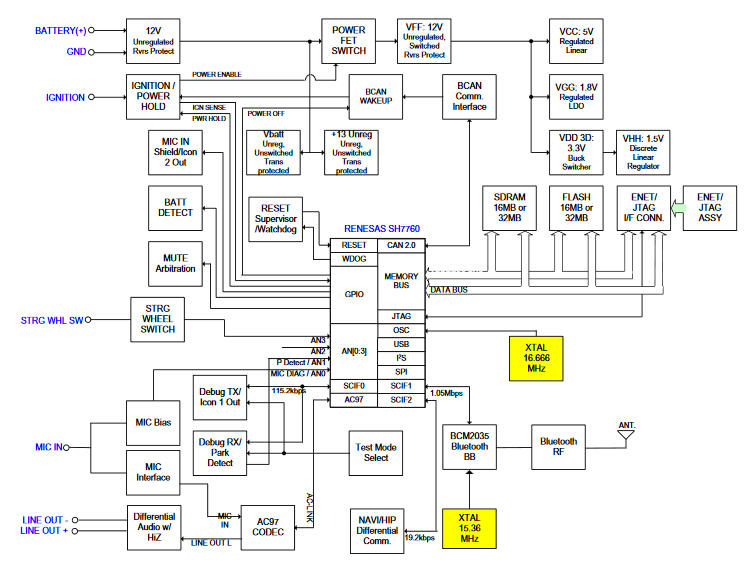 BATTERY(+)
GND
12V
Unregulated
Rvrs Protect
POWER
FET
SWITCH
VFF: 12V
Unregulated,
Switched
Rvrs Protect
VCC: 5V
Regulated
Linear
POWER ENABLE
IGNITION
IGNITION /
POWER
HOLD
IGN SENSE
PWR HOLD
POWER OFF
BCAN
WAKEUP
BCAN
Comm.
Interface
VGG: 1.8V
Regulated
LDO
MIC IN
Shield/Icon
2 Out
Vbatt
Unreg,
Unswitched
Trans
protected
+13 Unreg
Unreg,
Unswitched
Trans
protected
VDD 3D:
3.3V
Buck
Switcher
VHH: 1.5V
Discrete
Linear
Regulator
BATT
DETECT
RESET
Supervisor
/Watchdog
SDRAM
16MB or
32MB
FLASH
16MB or
32MB
ENET/
JTAG
I/F CONN.
ENET/
JTAG
ASSY
RENESAS SH7760
MUTE
Arbitration
RESET
CAN 2.0
WDOG
GPIO
MEMORY
BUS
DATA BUS
JTAG
STRG WHL SW
STRG
WHEEL
SWITCH
AN3
AN2
P Detect / AN1
MIC DIAG / AN0
AN[0:3]
OSC
USB
I²S
SPI
XTAL
16.666
MHz
SCIF0
SCIF1
AC97
SCIF2
115.2kbps
1.05Mbps
Debug TX/
Icon 1 Out
MIC Bias
Debug RX/
Park
Detect
Test Mode
Select
BCM2035
Bluetooth
BB
Bluetooth
RF
ANT.
MIC IN
MIC
Interface
MIC
IN
AC-LINK
LINE OUT -
LINE OUT +
Differential
Audio w/
HiZ
LINE OUT L
AC97
CODEC
NAVI/HIP
Differential
Comm.
19.2kbps
XTAL
15.36
MHz